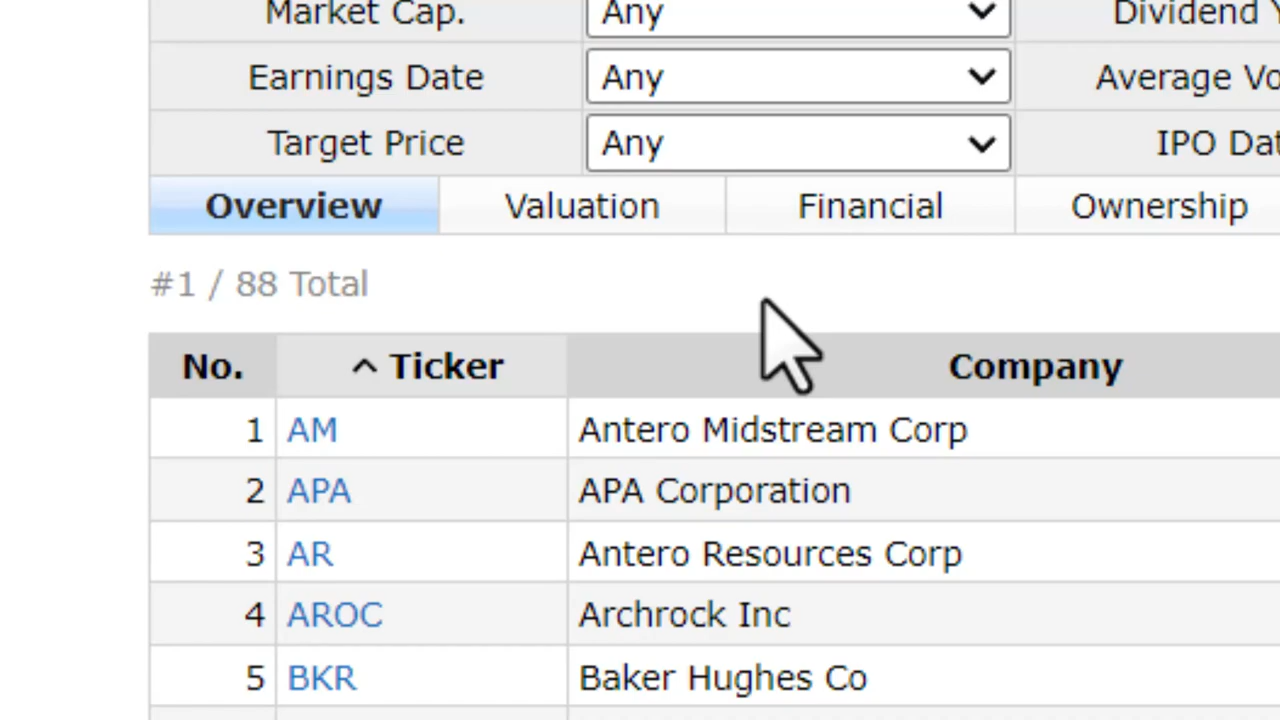 Market Cap. Any Dividend Y
Earnings Date Any Average Vo
Target Price Any IPO Dat
Overview Valuation Financial Ownership
#1 / 88 Total
No. ^ Ticker Company
1 AM Antero Midstream Corp
2 APA APA Corporation
3 AR Antero Resources Corp
4 AROC Archrock Inc
5 BKR Baker Hughes Co